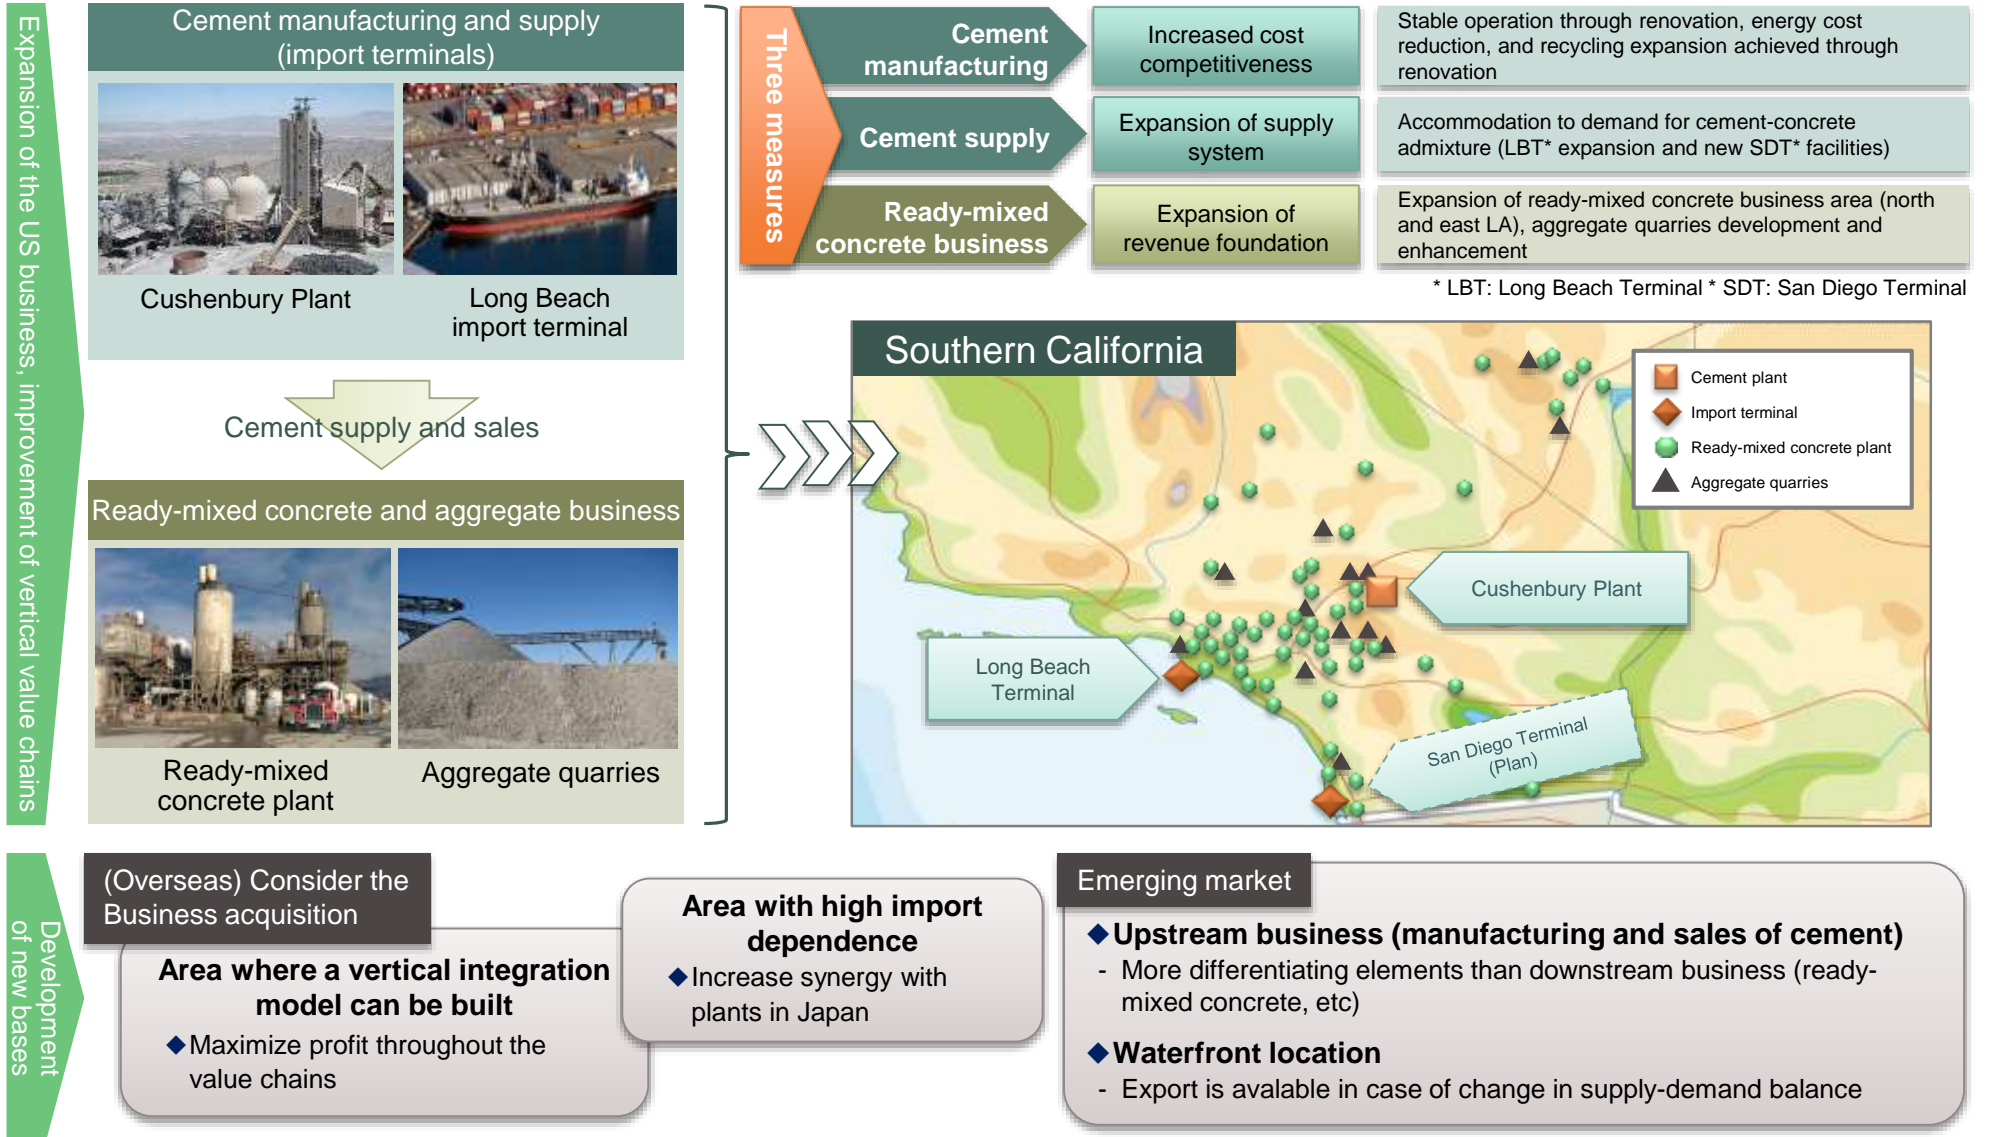 Expansion of the US business, improvement of vertical value chains
Cement manufacturing and supply
(import terminals)
Cushenbury Plant
Long Beach
import terminal
Cement supply and sales
Ready-mixed concrete and aggregate business
Ready-mixed
concrete plant
Aggregate quarries
Three measures
Cement
manufacturing
Increased cost
competitiveness
Stable operation through renovation, energy cost
reduction, and recycling expansion achieved through
renovation
Cement supply
Expansion of supply
system
Accommodation to demand for cement-concrete
admixture (LBT* expansion and new SDT* facilities)
Ready-mixed
concrete business
Expansion of
revenue foundation
Expansion of ready-mixed concrete business area (north
and east LA), aggregate quarries development and
enhancement
* LBT: Long Beach Terminal * SDT: San Diego Terminal
Southern California
Cement plant
Import terminal
Ready-mixed concrete plant
Aggregate quarries
Cushenbury Plant
Long Beach
Terminal
San Diego Terminal
(Plan)
Development
of new bases
(Overseas) Consider the
Business acquisition
Area where a vertical integration
model can be built
◆Maximize profit throughout the
value chains
Area with high import
dependence
◆Increase synergy with
plants in Japan
Emerging market
◆Upstream business (manufacturing and sales of cement)
- More differentiating elements than downstream business (ready-
mixed concrete, etc)
◆Waterfront location
- Export is avalable in case of change in supply-demand balance